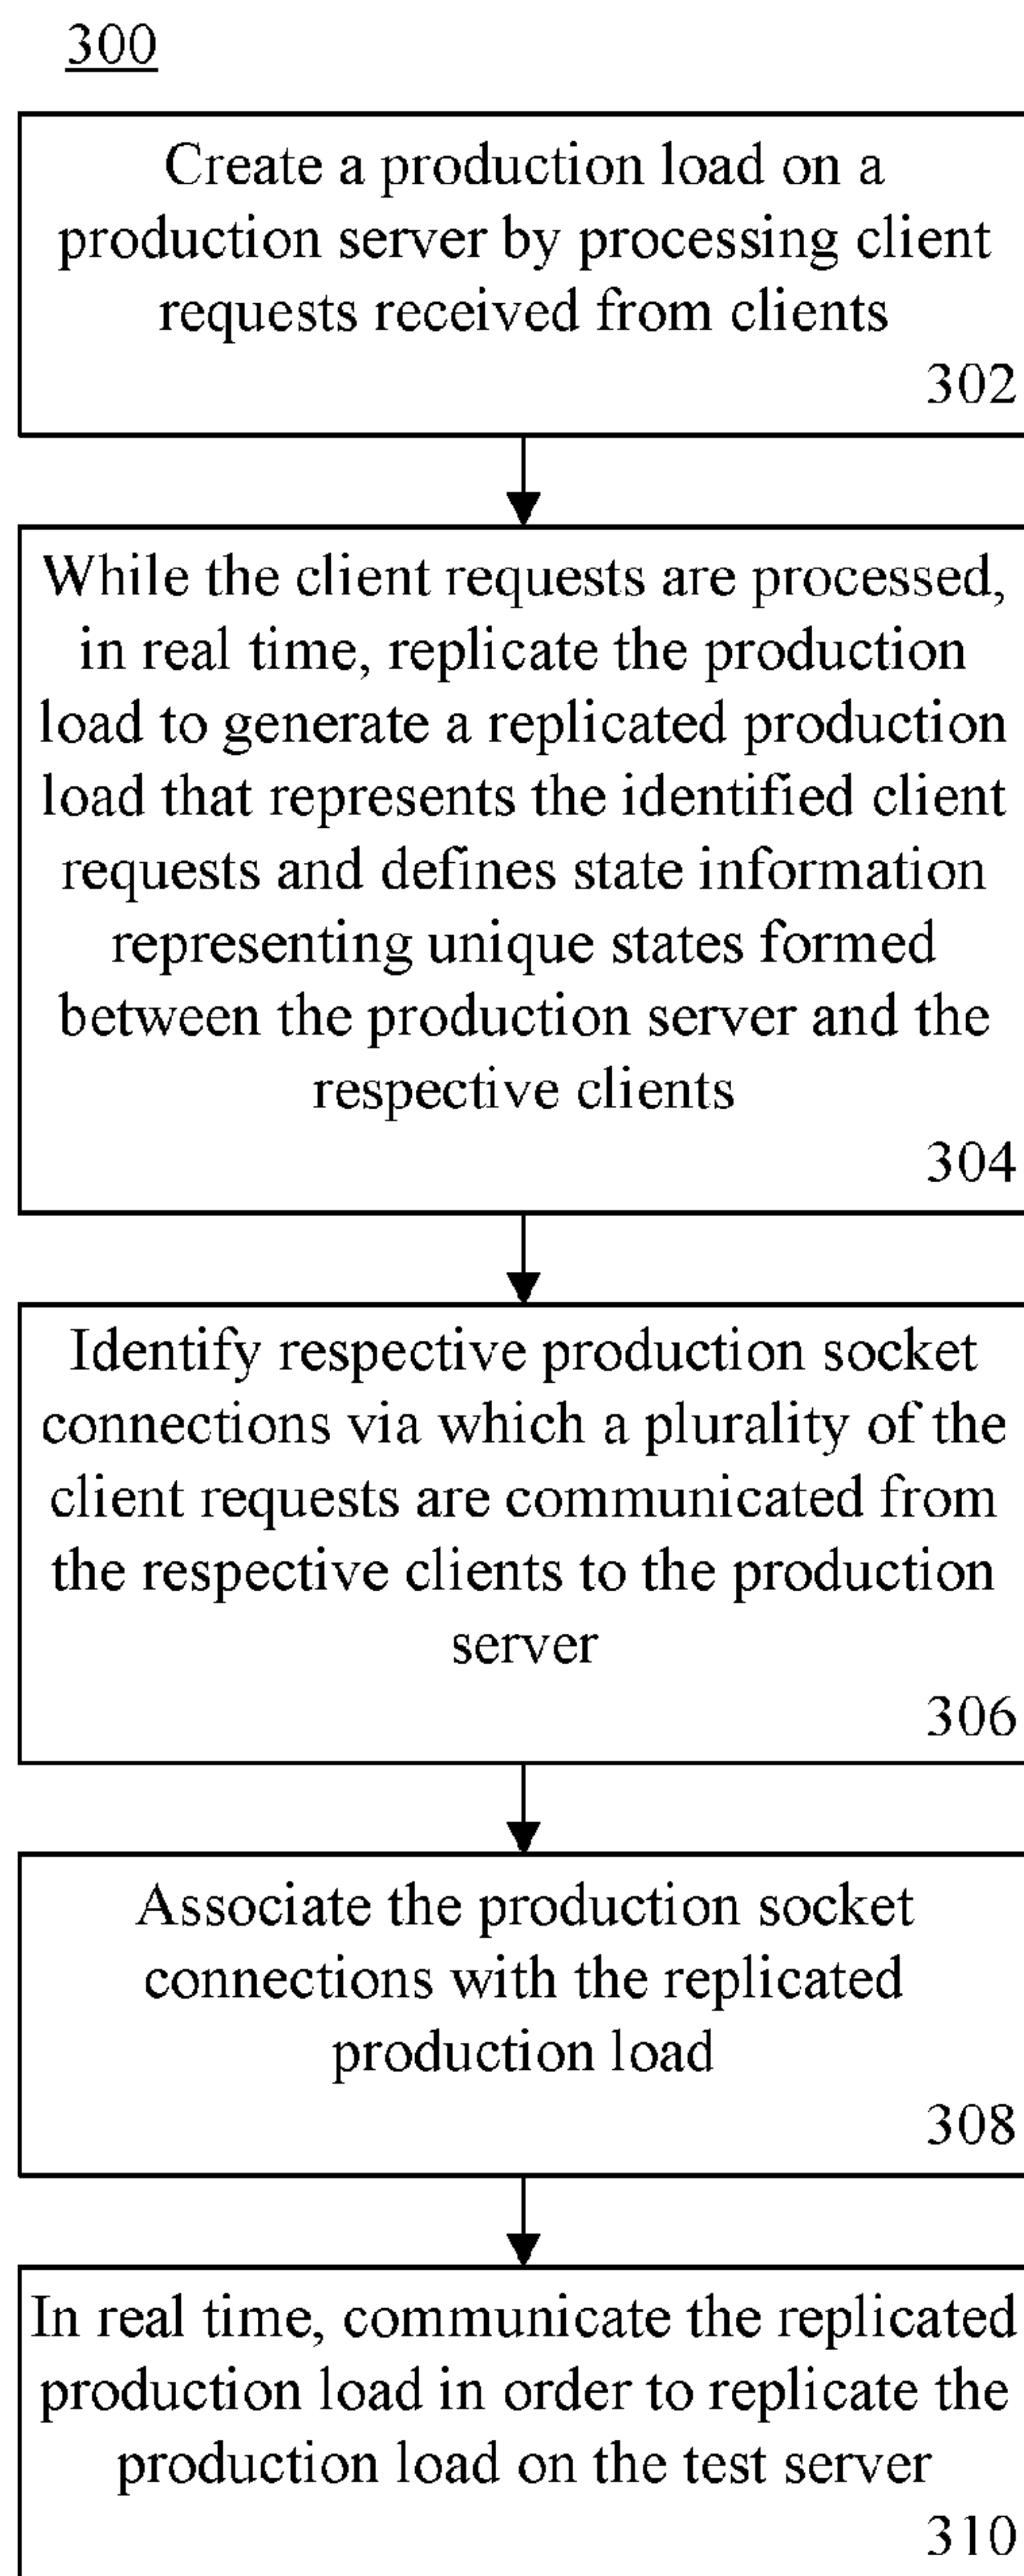 300
Create a production load on a
production server by processing client
requests received from clients
302
While the client requests are processed,
in real time, replicate the production
load to generate a replicated production
load that represents the identified client
requests and defines state information
representing unique states formed
between the production server and the
respective clients
304
Identify respective production socket
connections via which a plurality of the
client requests are communicated from
the respective clients to the production
server
306
Associate the production socket
connections with the replicated
production load
308
In real time, communicate the replicated
production load in order to replicate the
production load on the test server
310